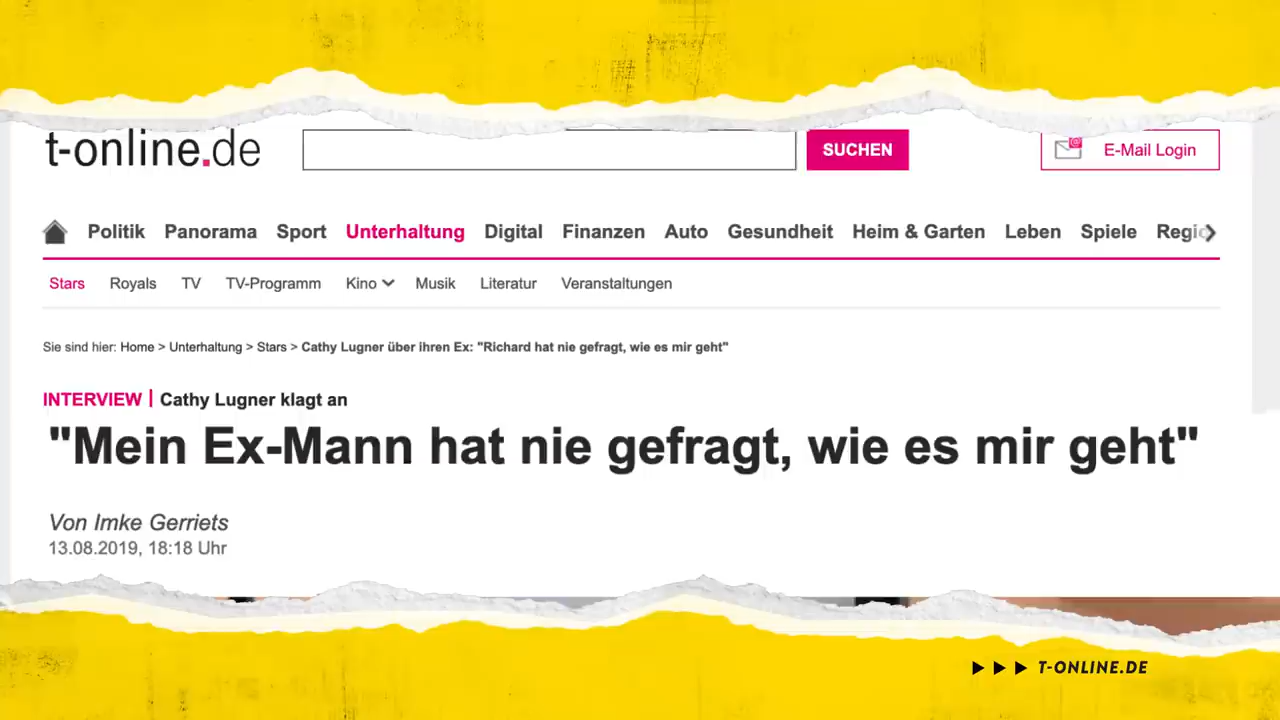 t-online.de
SUCHEN
E-Mail Login
Politik Panorama Sport Unterhaltung Digital Finanzen Auto Gesundheit Heim & Garten Leben Spiele Regio
Stars Royals TV TV-Programm Kino Musik Literatur Veranstaltungen
Sie sind hier: Home > Unterhaltung > Stars > Cathy Lugner über ihren Ex: "Richard hat nie gefragt, wie es mir geht"
INTERVIEW | Cathy Lugner klagt an
"Mein Ex-Mann hat nie gefragt, wie es mir geht"
Von Imke Gerriets
13.08.2019, 18:18 Uhr
T-ONLINE.DE